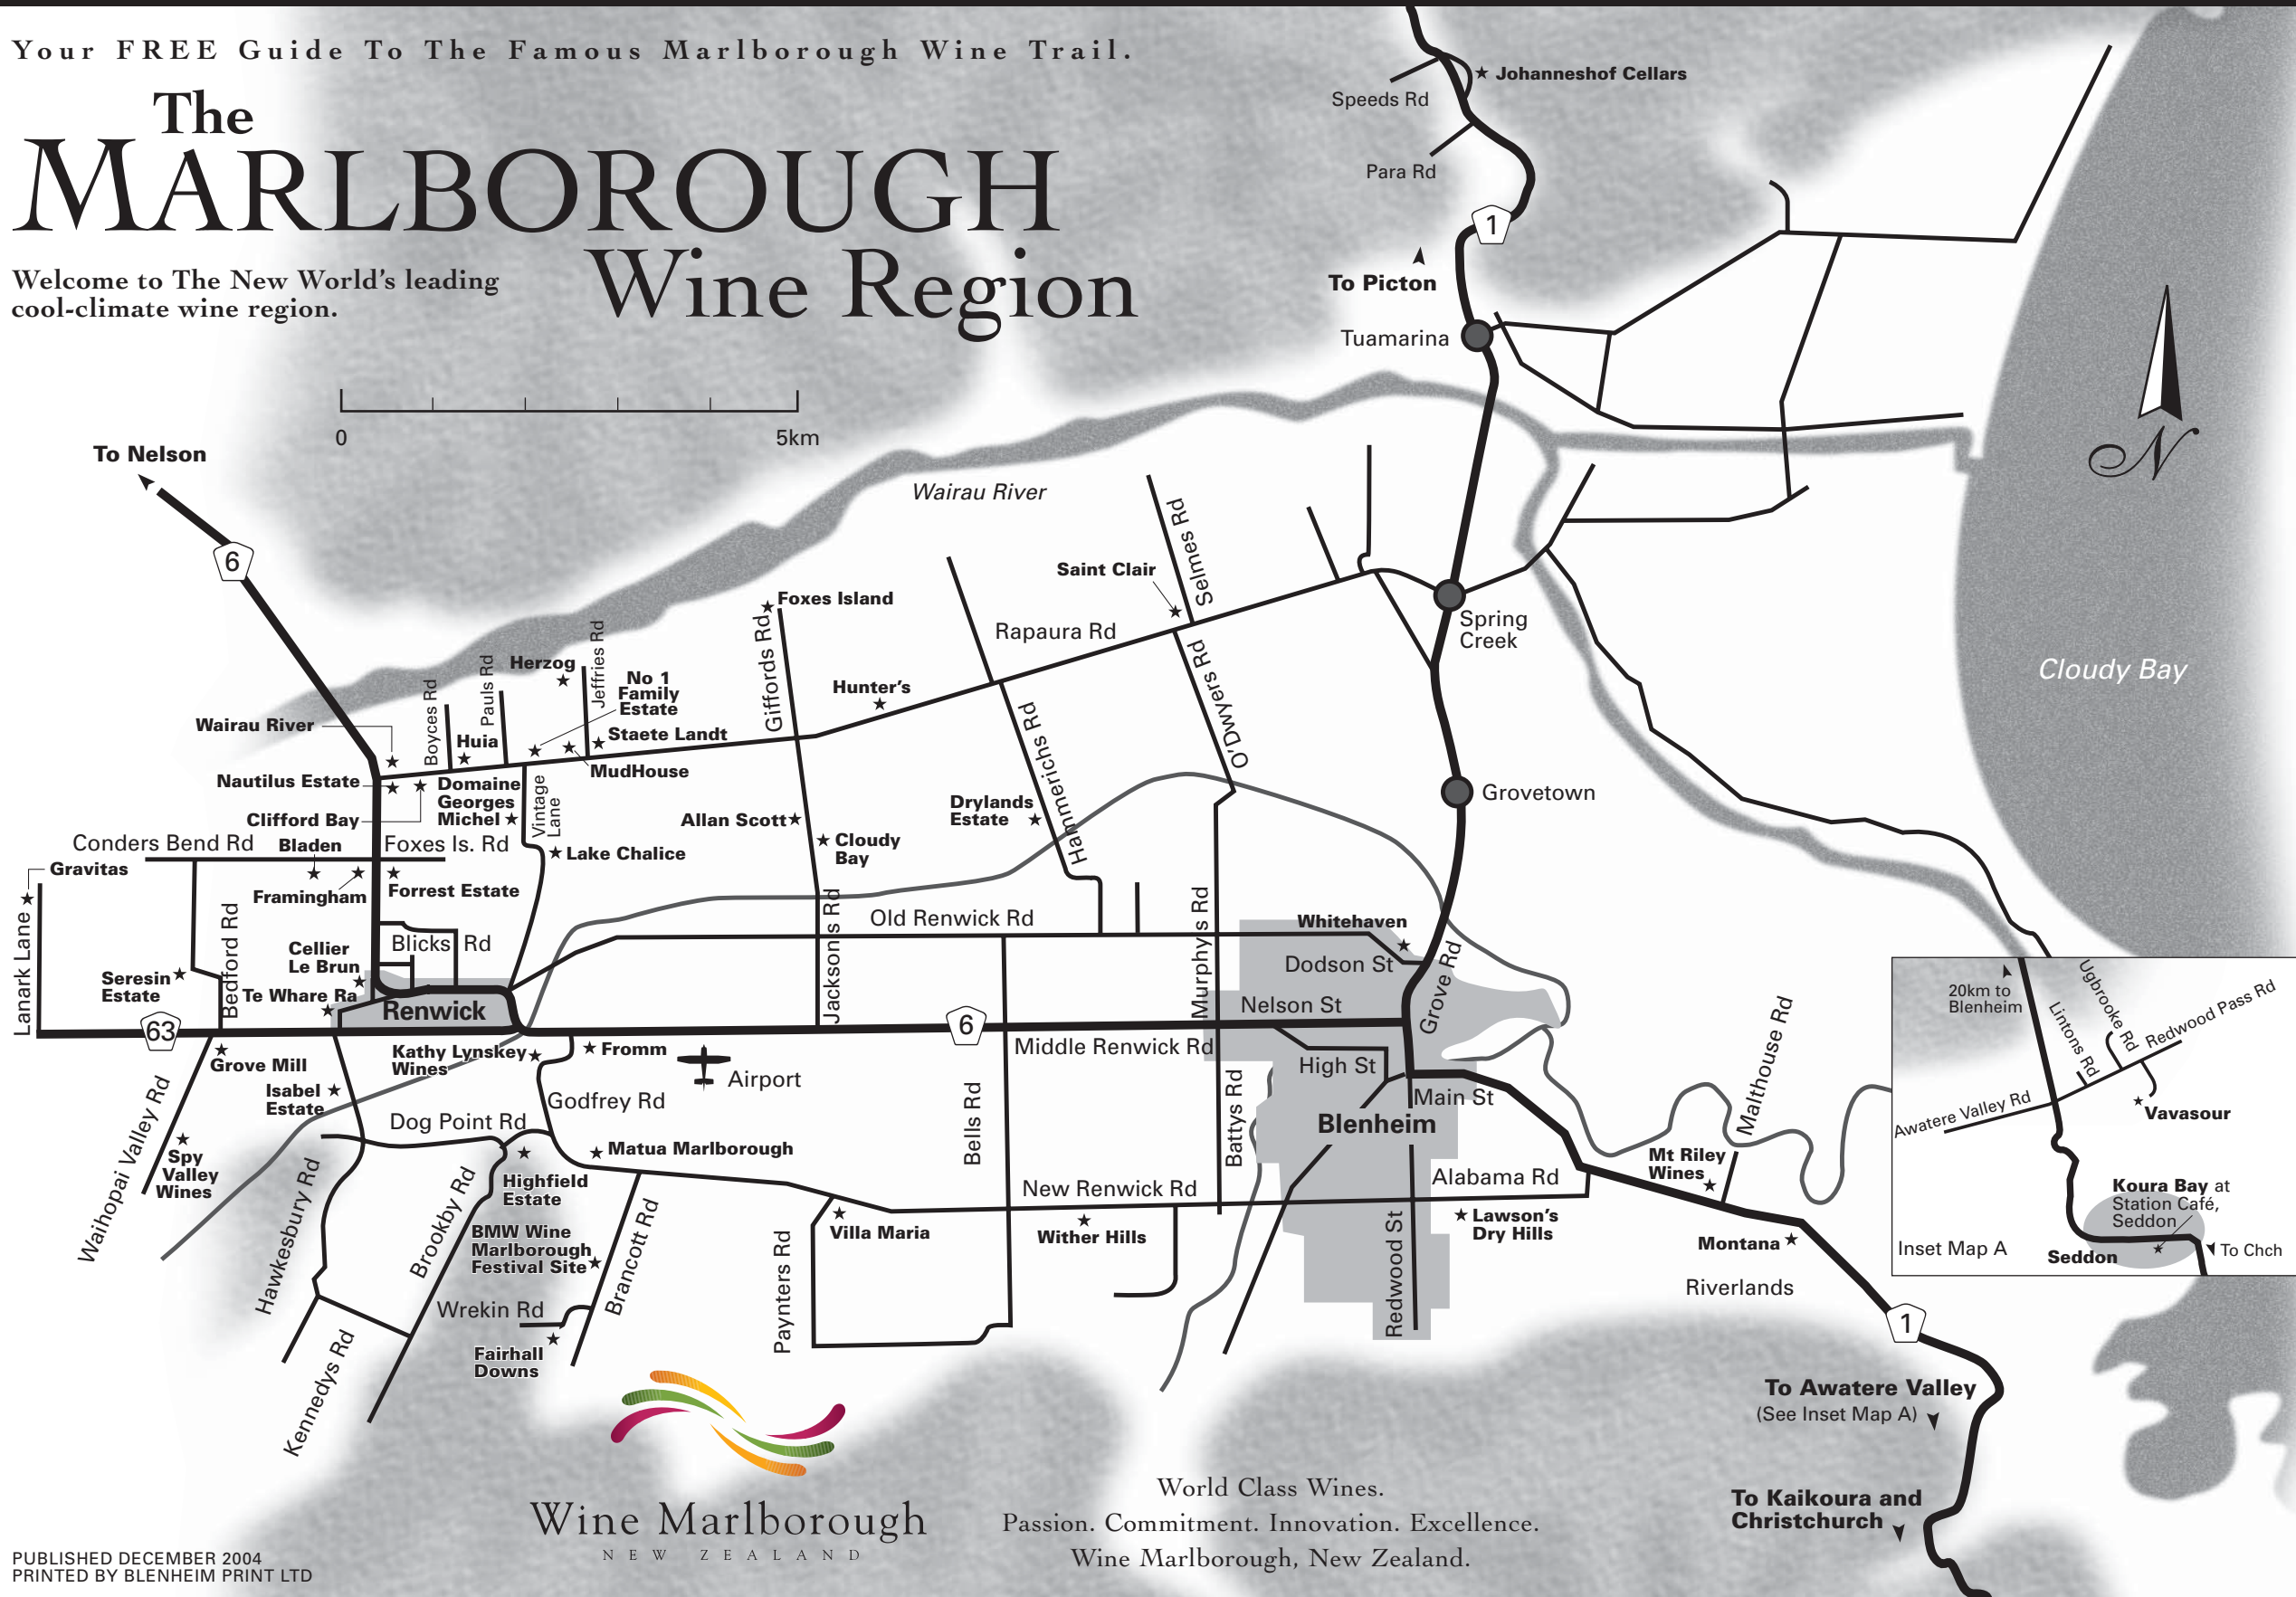 Your FREE Guide To The Famous Marlborough Wine Trail.
The
MARLBOROUGH
Wine Region
Welcome to The New World's leading
cool-climate wine region.
Johanneshof Cellars
Speeds Rd
Para Rd
1
To Picton
Tuamarina
0
5km
N
To Nelson
6
Wairau River
Selmes Rd
Saint Clair
Foxes Island
Rapaura Rd
Spring
Creek
Cloudy Bay
Giffords Rd
Jeffries Rd
Herzog
Pauls Rd
Boyces Rd
No 1
Family
Estate
Hunter's
O'Dwyers Rd
Hammerichs Rd
Wairau River
Huia
Staete Landt
MudHouse
Nautilus Estate
Domaine
Georges
Michel
Vintage
Lane
Clifford Bay
Allan Scott
Drylands
Estate
Grovetown
Conders Bend Rd
Bladen
Foxes Is. Rd
Lake Chalice
Cloudy
Bay
Gravitas
Framingham
Forrest Estate
Lanark Lane
Bedford Rd
Blicks Rd
Old Renwick Rd
Jackson's Rd
Murphy's Rd
Whitehaven
Cellier
Le Brun
Seresin
Estate
Te Whare Ra
Renwick
Dodson St
Nelson St
Grove Rd
63
6
Grove Mill
Kathy Lynskey
Wines
Fromm
Airport
Middle Renwick Rd
High St
Main St
Malthouse Rd
Isabel
Estate
Godfrey Rd
Dog Point Rd
Waihopai Valley Rd
Spy
Valley
Wines
Matua Marlborough
Bells Rd
Battys Rd
Blenheim
Hawkesbury Rd
Brookby Rd
Highfield
Estate
New Renwick Rd
Alabama Rd
Mt Riley
Wines
BMW Wine
Marlborough
Festival Site
Brancott Rd
Villa Maria
Wither Hills
Lawson's
Dry Hills
Montana
Riverlands
Paynters Rd
Redwood St
Wrekin Rd
Fairhall
Downs
Kennedys Rd
1
20km to
Blenheim
Ugbrooke Rd
Lintons Rd
Redwood Pass Rd
Awatere Valley Rd
Vavasour
Koura Bay at
Station Café,
Seddon
Inset Map A
Seddon
To Chch
To Awatere Valley
(See Inset Map A)
To Kaikoura and
Christchurch
Wine Marlborough
NEW ZEALAND
World Class Wines.
Passion. Commitment. Innovation. Excellence.
Wine Marlborough, New Zealand.
PUBLISHED DECEMBER 2004
PRINTED BY BLENHEIM PRINT LTD